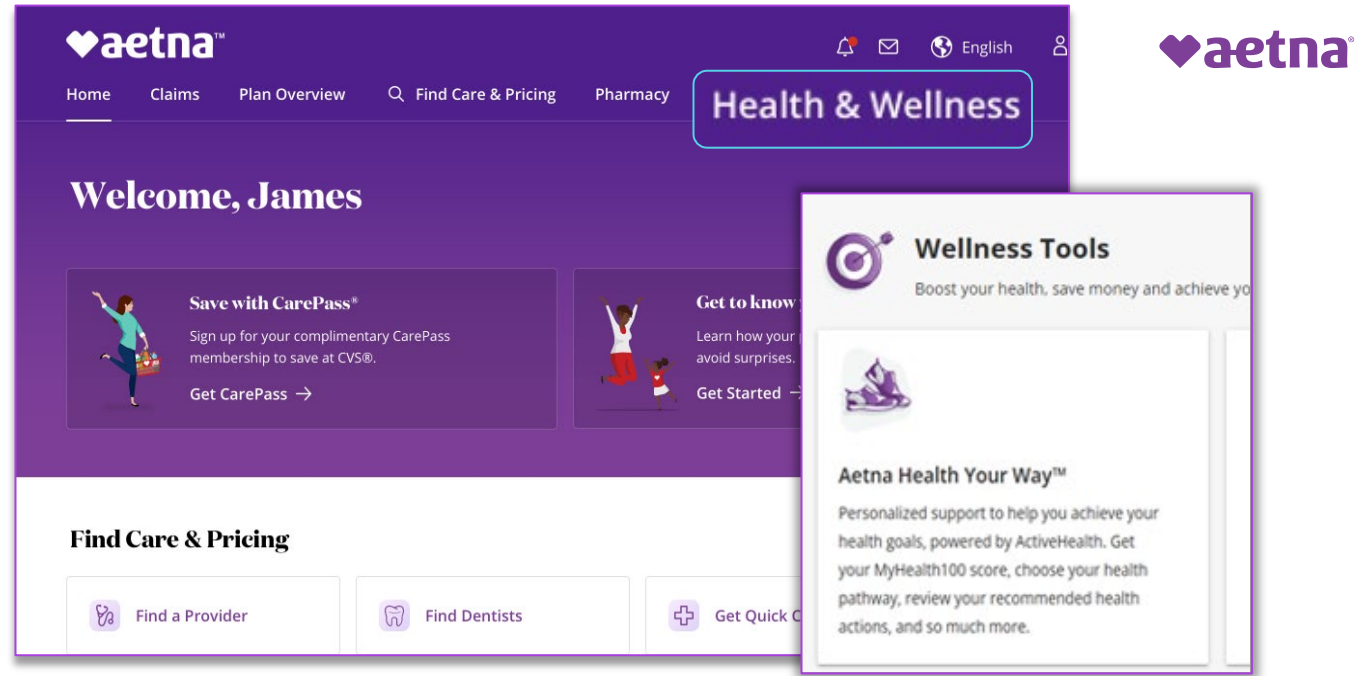 aetna™
English
Home Claims Plan Overview Find Care & Pricing Pharmacy Health & Wellness
Welcome, James
Save with CarePass®
Sign up for your complimentary CarePass
membership to save at CVS®.
Get CarePass →
Get to know
Learn how your
avoid surprises.
Get Started
Find Care & Pricing
Find a Provider
Find Dentists
Get Quick C
aetna®
Wellness Tools
Boost your health, save money and achieve yo
Aetna Health Your Way™
Personalized support to help you achieve your
health goals, powered by ActiveHealth. Get
your MyHealth100 score, choose your health
pathway, review your recommended health
actions, and so much more.